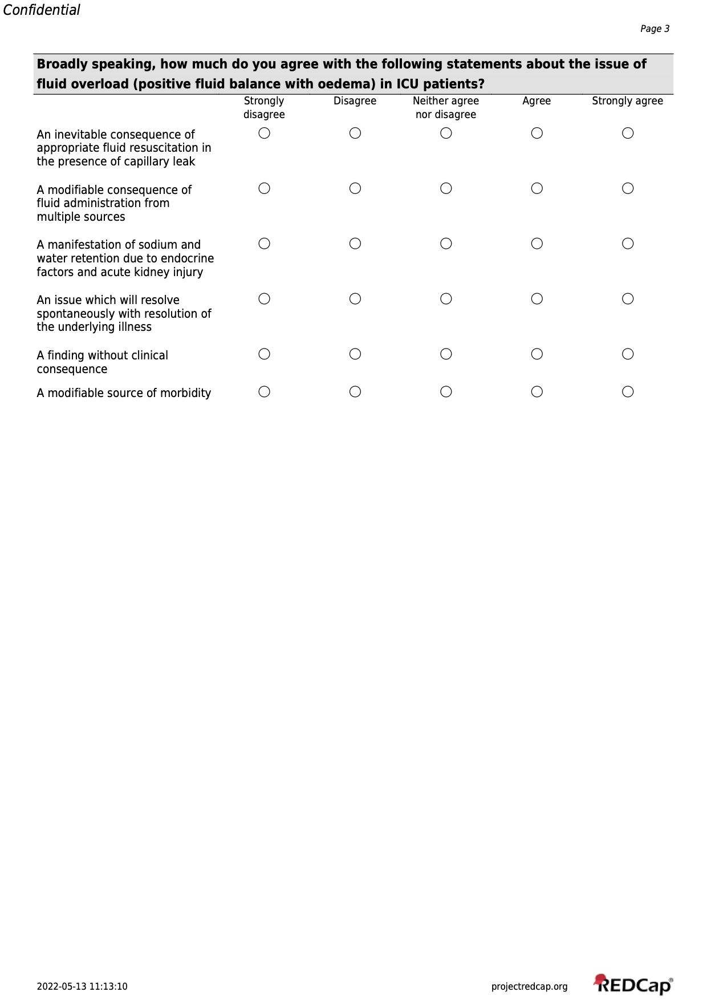 Confidential
Page 3
Broadly speaking, how much do you agree with the following statements about the issue of
fluid overload (positive fluid balance with oedema) in ICU patients?
Strongly disagree Disagree Neither agree nor disagree Agree Strongly agree
An inevitable consequence of
appropriate fluid resuscitation in
the presence of capillary leak
A modifiable consequence of
fluid administration from
multiple sources
A manifestation of sodium and
water retention due to endocrine
factors and acute kidney injury
An issue which will resolve
spontaneously with resolution of
the underlying illness
A finding without clinical
consequence
A modifiable source of morbidity
2022-05-13 11:13:10 projectredcap.org REDCap®